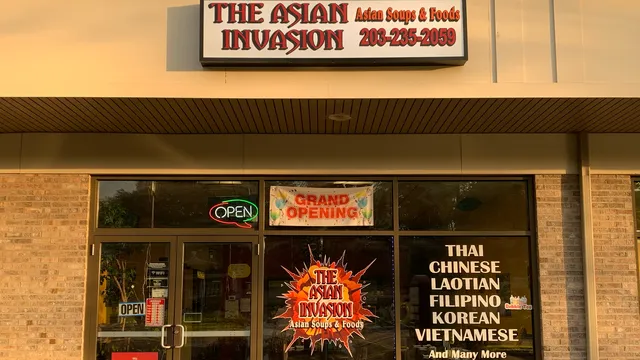 THE ASIAN INVASION
Asian Soups & Foods
203-235-2059
OPEN
GRAND
OPENING
THE
ASIAN
INVASION
Asian Soups & Foods
THAI
CHINESE
LAOTIAN
FILIPINO
KOREAN
VIETNAMESE
And Many More
OPEN